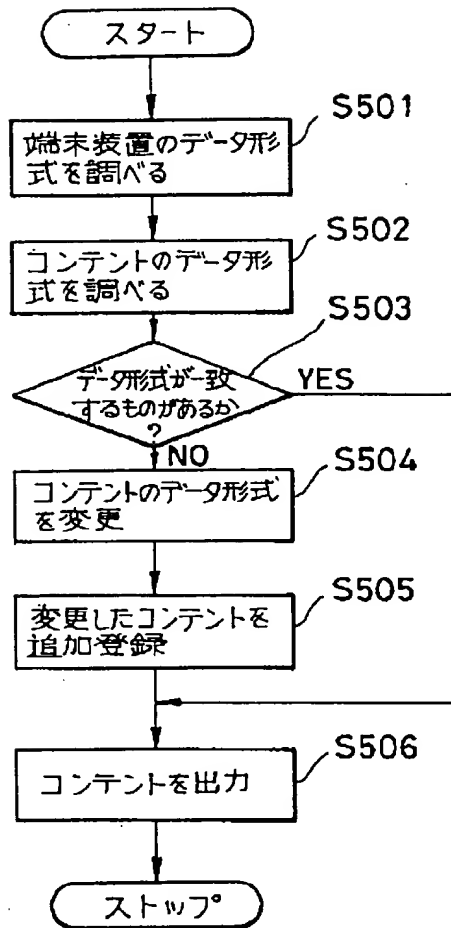 スタート
S501
端末装置のデータ形
式を調べる
S502
コンテントのデータ形
式を調べる
S503
データ形式が一致
するものがあるか
?
YES
NO
S504
コンテントのデータ形式
を変更
S505
変更したコンテントを
追加登録
S506
コンテントを出力
ストップ